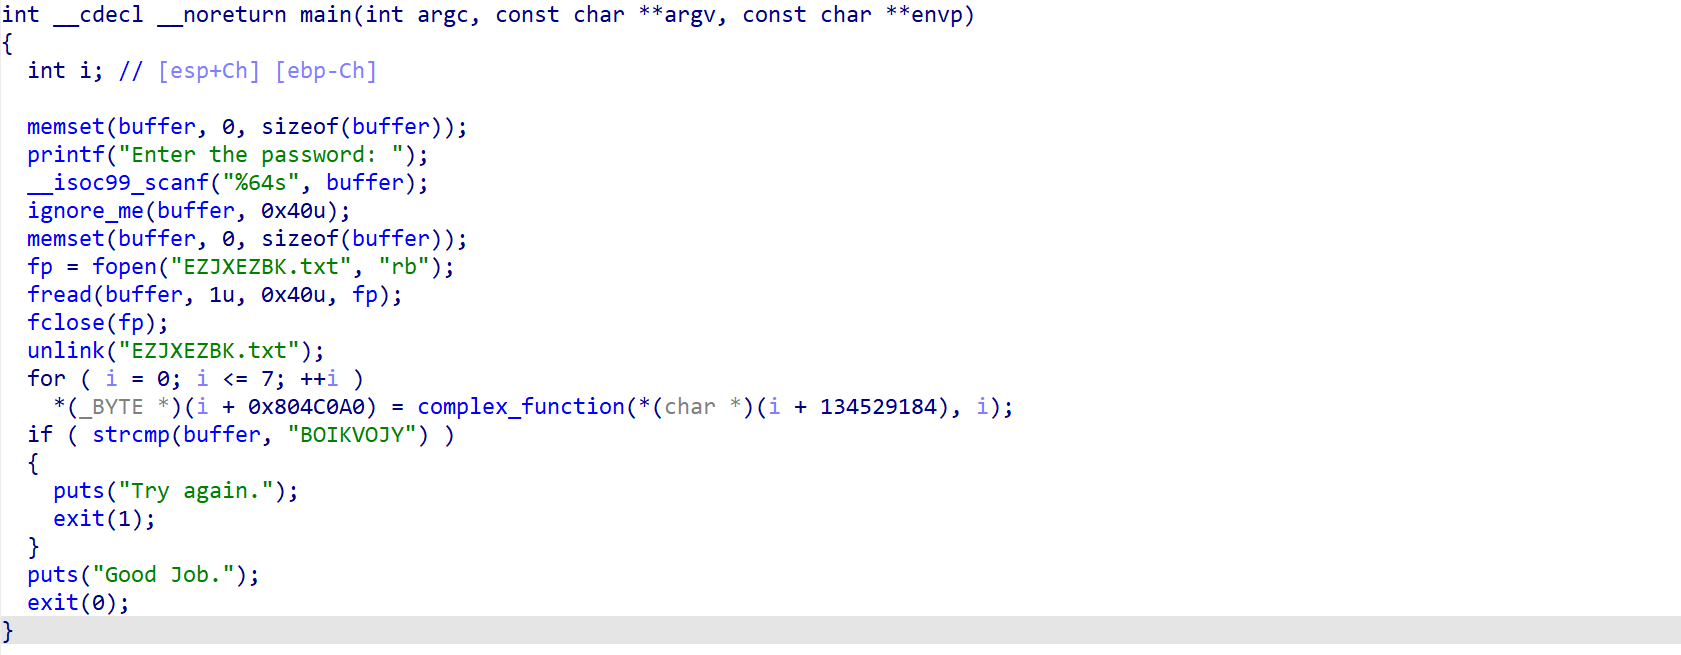 int __cdecl __noreturn main(int argc, const char **argv, const char **envp)
{
  int i; // [esp+Ch] [ebp-Ch]

  memset(buffer, 0, sizeof(buffer));
  printf("Enter the password: ");
  __isoc99_scanf("%64s", buffer);
  ignore_me(buffer, 0x40u);
  memset(buffer, 0, sizeof(buffer));
  fp = fopen("EZJXEZBK.txt", "rb");
  fread(buffer, 1u, 0x40u, fp);
  fclose(fp);
  unlink("EZJXEZBK.txt");
  for ( i = 0; i <= 7; ++i )
    *(_BYTE *)(i + 0x804C0A0) = complex_function(*(char *)(i + 134529184), i);
  if ( strcmp(buffer, "BOIKVOJY") )
  {
    puts("Try again.");
    exit(1);
  }
  puts("Good Job.");
  exit(0);
}